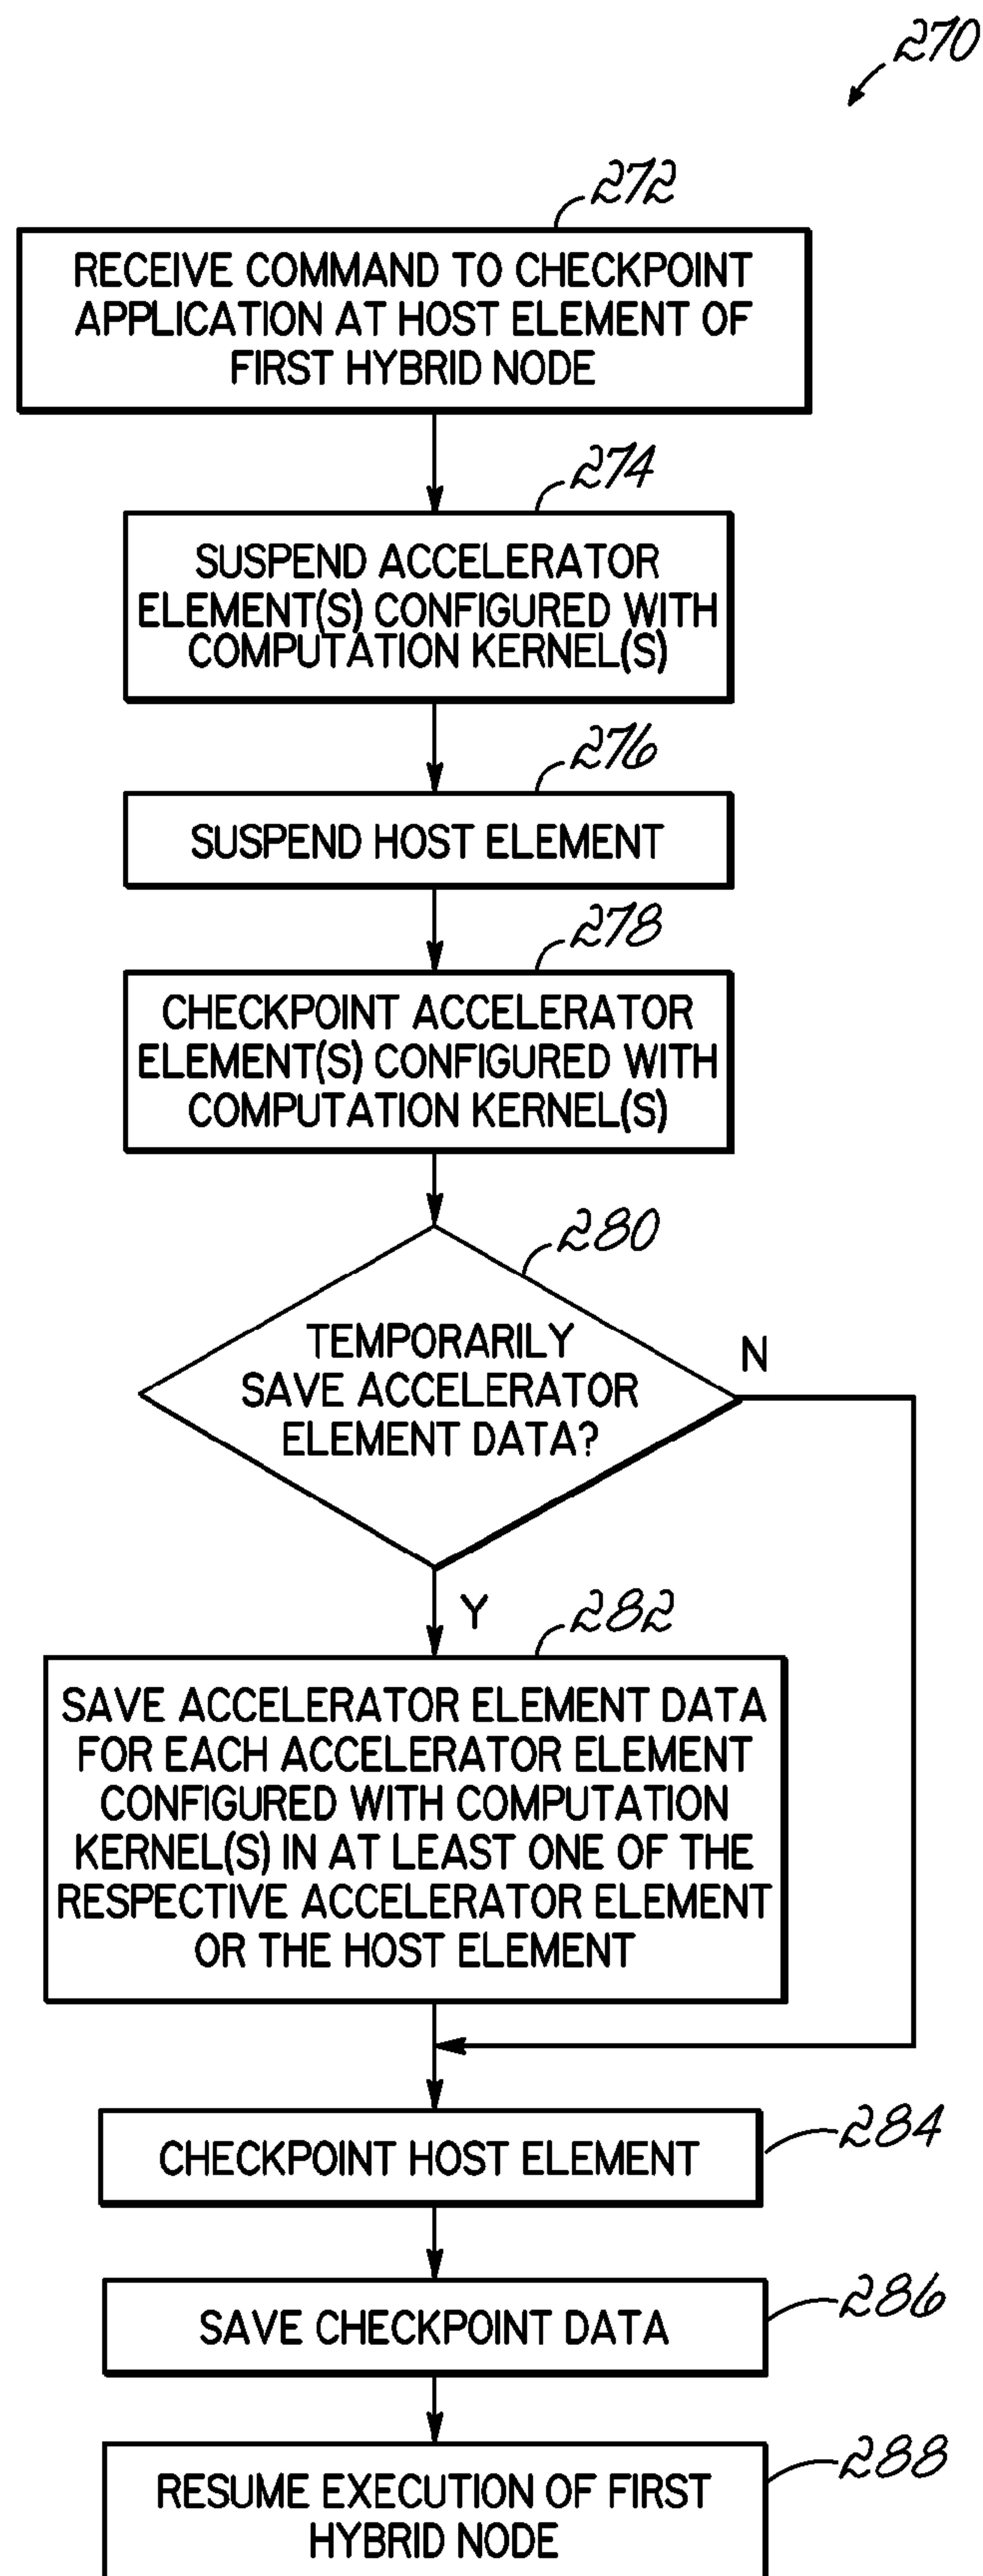 270
272
RECEIVE COMMAND TO CHECKPOINT
APPLICATION AT HOST ELEMENT OF
FIRST HYBRID NODE
274
SUSPEND ACCELERATOR
ELEMENT(S) CONFIGURED WITH
COMPUTATION KERNEL(S)
276
SUSPEND HOST ELEMENT
278
CHECKPOINT ACCELERATOR
ELEMENT(S) CONFIGURED WITH
COMPUTATION KERNEL(S)
280
TEMPORARILY
SAVE ACCELERATOR
ELEMENT DATA?
N
Y
282
SAVE ACCELERATOR ELEMENT DATA
FOR EACH ACCELERATOR ELEMENT
CONFIGURED WITH COMPUTATION
KERNEL(S) IN AT LEAST ONE OF THE
RESPECTIVE ACCELERATOR ELEMENT
OR THE HOST ELEMENT
284
CHECKPOINT HOST ELEMENT
286
SAVE CHECKPOINT DATA
288
RESUME EXECUTION OF FIRST
HYBRID NODE